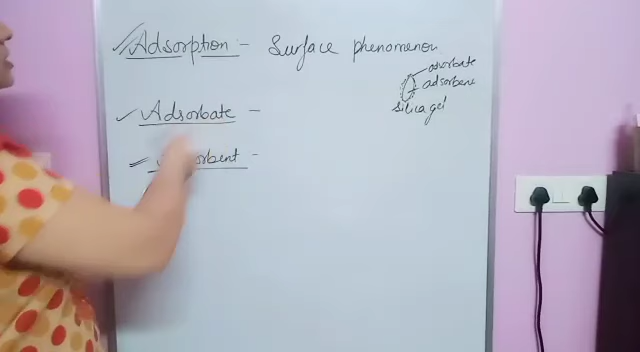 Adsorption :- Surface phenomenon
adsorbate
adsorbent
Silica gel
Adsorbate -